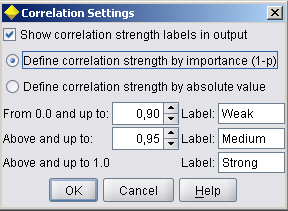 Correlation Settings
Show correlation strength labels in output
Define correlation strength by importance (1-p)
Define correlation strength by absolute value
From 0.0 and up to: 0,90 Label: Weak
Above and up to: 0,95 Label: Medium
Above and up to 1.0 Label: Strong
OK Cancel Help